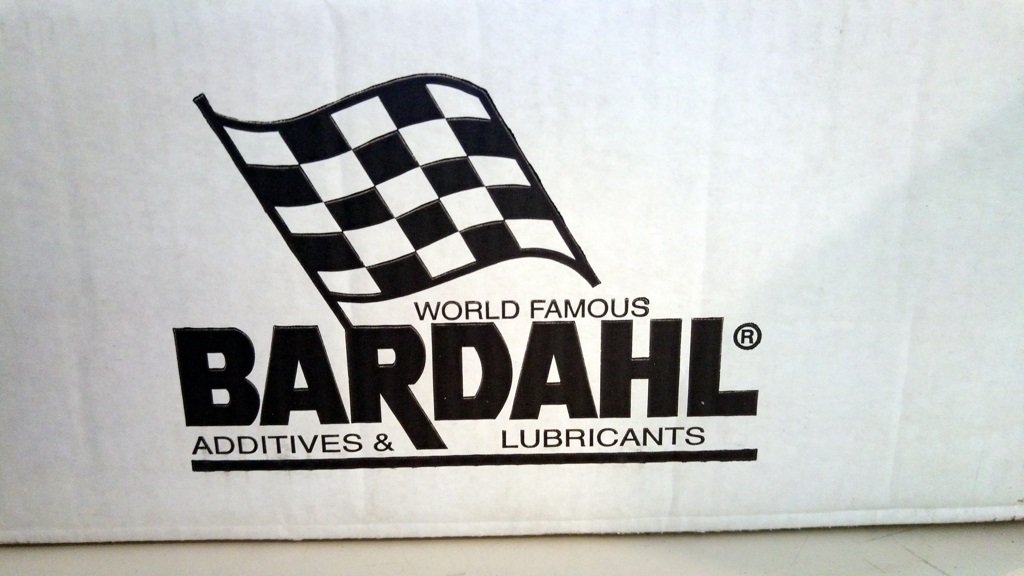 WORLD FAMOUS
BARDAHL®
ADDITIVES & LUBRICANTS